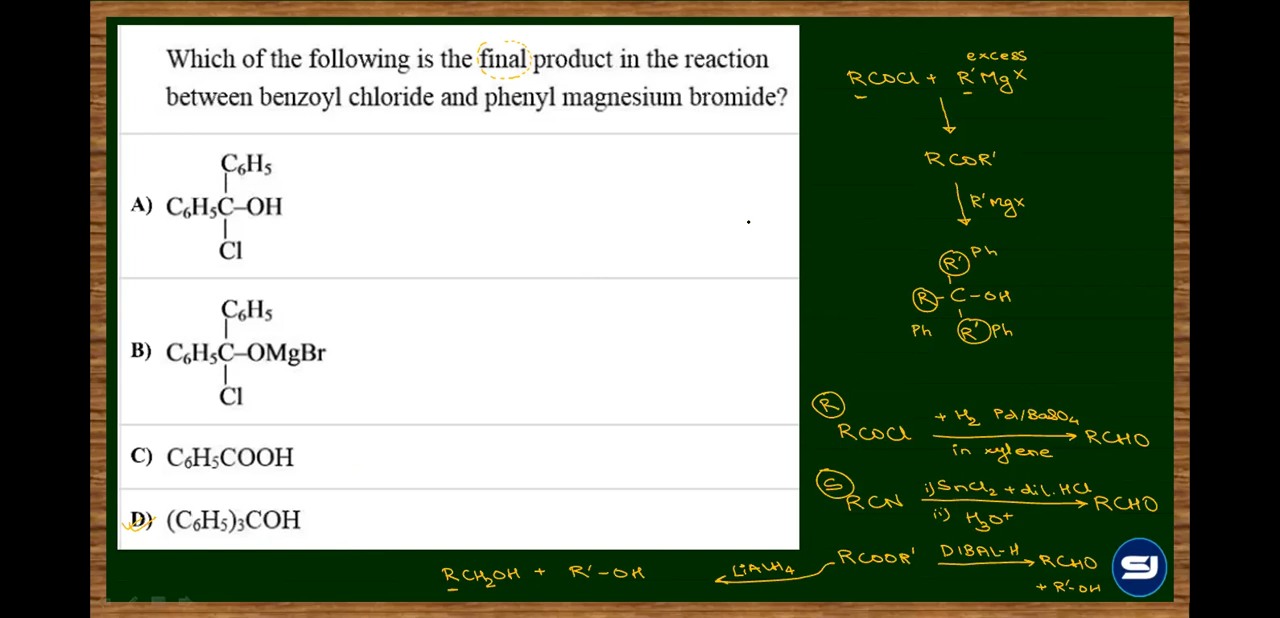 Which of the following is the final product in the reaction
between benzoyl chloride and phenyl magnesium bromide?
C₆H₅
A) C₆H₅C–OH
Cl
C₆H₅
B) C₆H₅C–OMgBr
Cl
C) C₆H₅COOH
D) (C₆H₅)₃COH
excess
RCOCl + R'MgX
RCOR'
R'MgX
R' Ph
R–C–OH
Ph R' Ph
R
RCOCl + H₂ Pd/BaSO₄ in xylene RCHO
S
RCN i) SnCl₂ + dil. HCl ii) H₃O⁺ RCHO
RCOOR' DIBAL-H RCHO + R'-OH
LiAlH₄
RCH₂OH + R'-OH
SJ